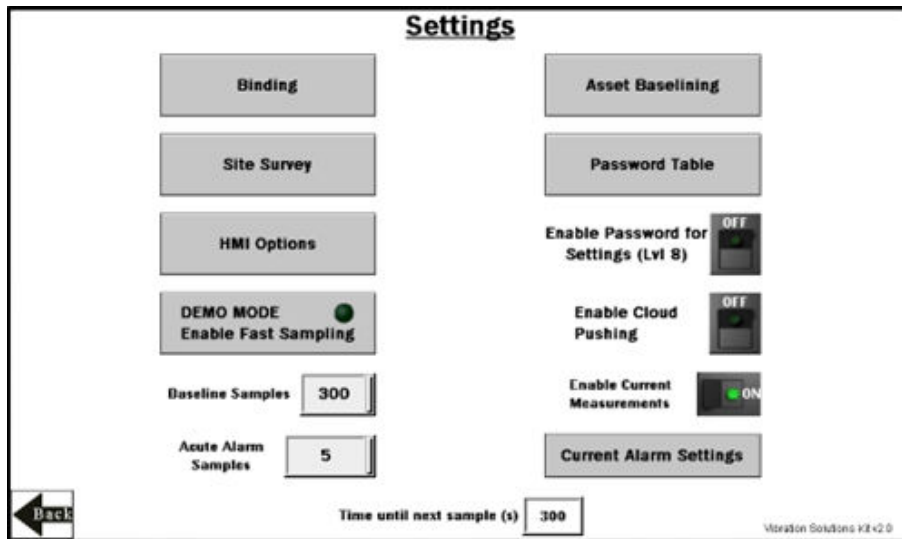 Settings
Binding
Asset Baselining
Site Survey
Password Table
HMI Options
Enable Password for
Settings (Lvl 8)
OFF
DEMO MODE
Enable Fast Sampling
Enable Cloud
Pushing
OFF
Baseline Samples 300
Enable Current
Measurements
ON
Acute Alarm
Samples
5
Current Alarm Settings
Back
Time until next sample (s) 300
Vibration Solutions Kit v2.0